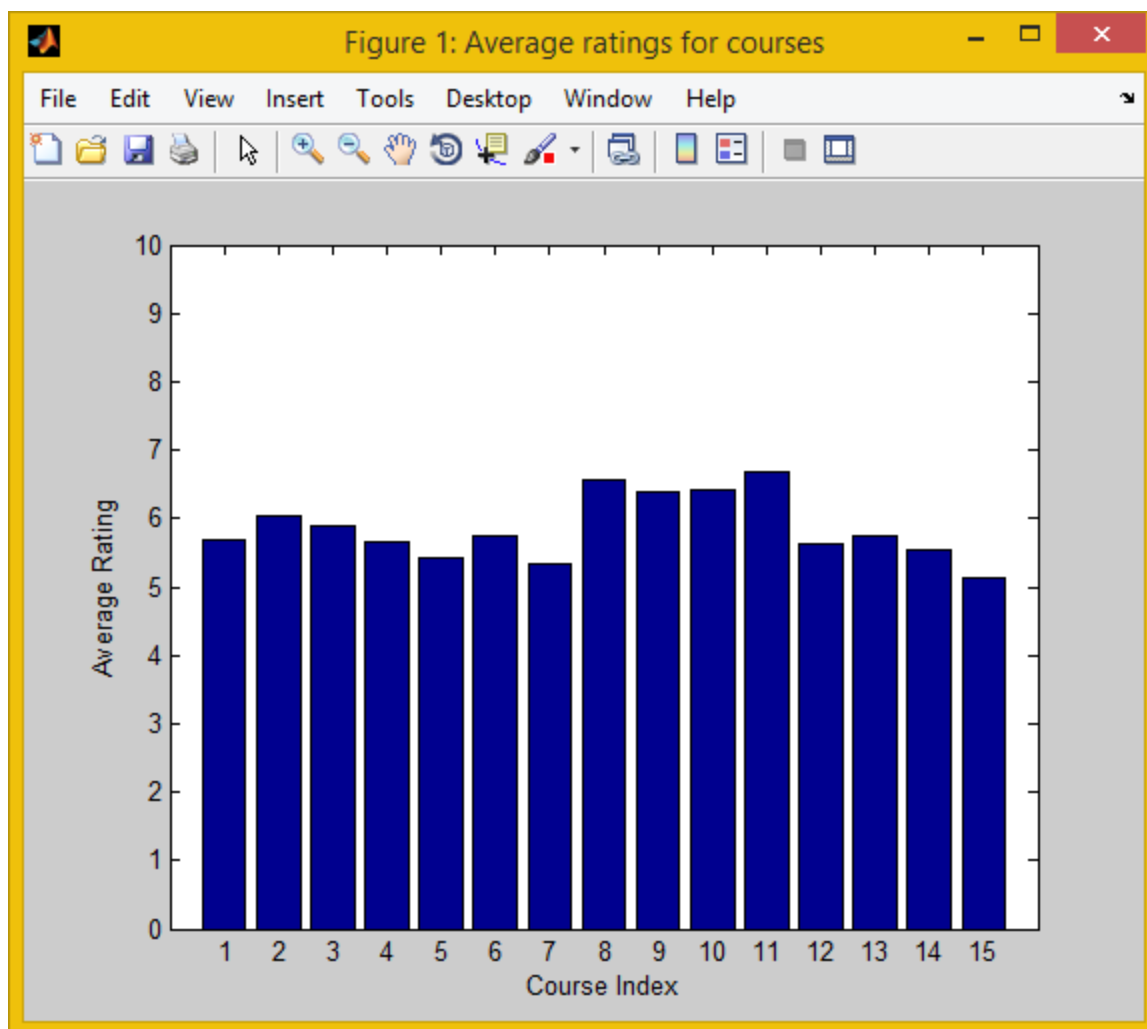 Figure 1: Average ratings for courses
File Edit View Insert Tools Desktop Window Help
10
9
8
7
6
5
4
3
2
1
0
Average Rating
1 2 3 4 5 6 7 8 9 10 11 12 13 14 15
Course Index